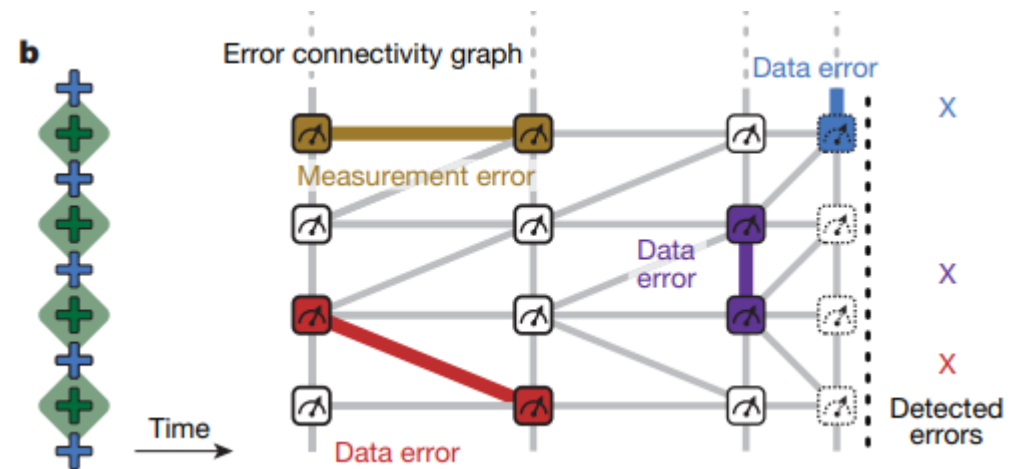 b
Error connectivity graph
Data error
X
Measurement error
Data
error
X
X
Time
Data error
Detected
errors